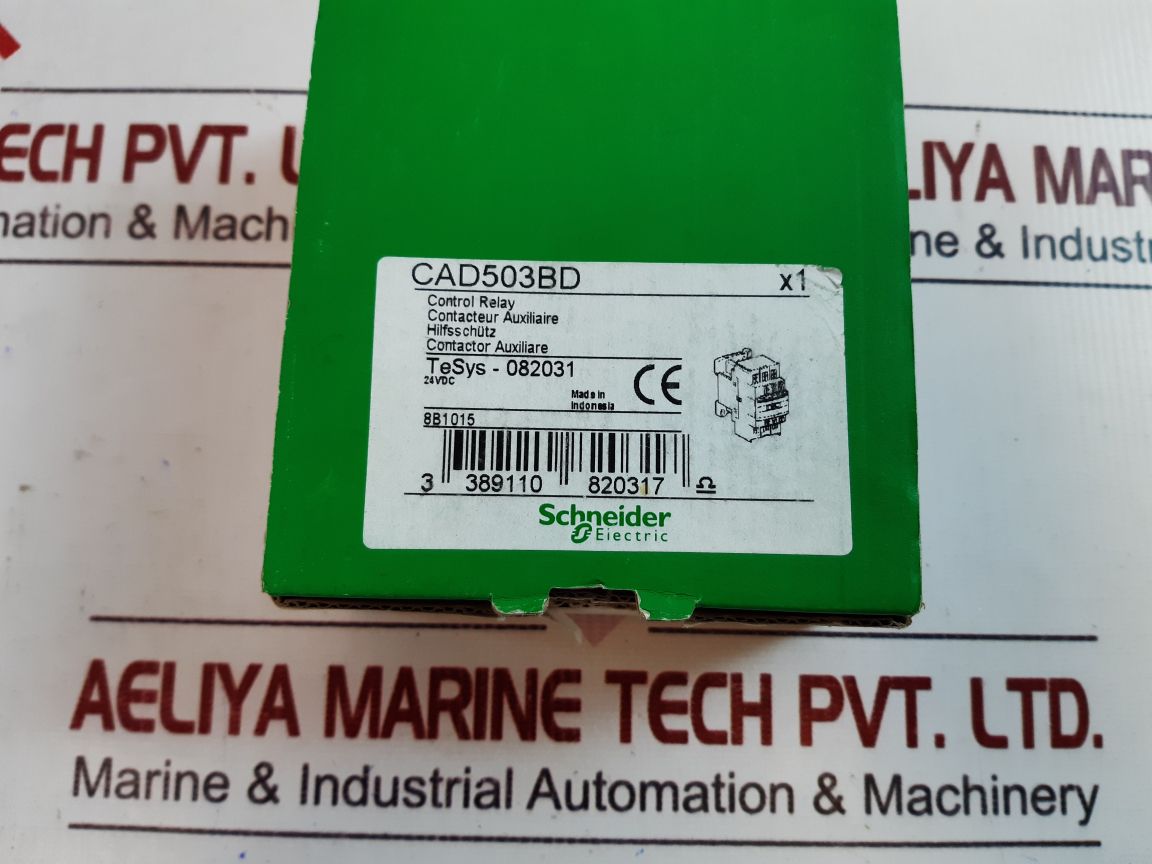 ECH PVT.
LIYA MAR
mation & Mach
ne & Industr
CAD503BD x1
Control Relay
Contacteur Auxiliaire
Hilfsschütz
Contactor Auxiliare
TeSys - 082031
24VDC
Made in
Indonesia
CE
8B1015
3 389110 820317
Schneider
Electric
AELIYA MARINE TECH PVT. LTD.
Marine & Industrial Automation & Machinery